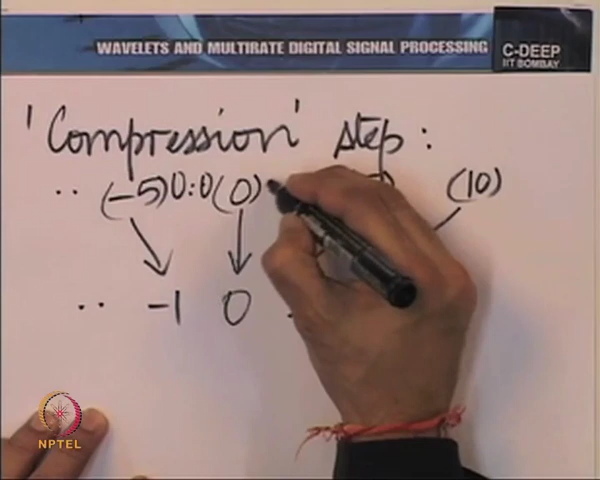 WAVELETS AND MULTIRATE DIGITAL SIGNAL PROCESSING
C-DEEP
IIT BOMBAY
'Compression' step :
.. (-5) 0:0 (0) (10)
.. -1 0
NPTEL